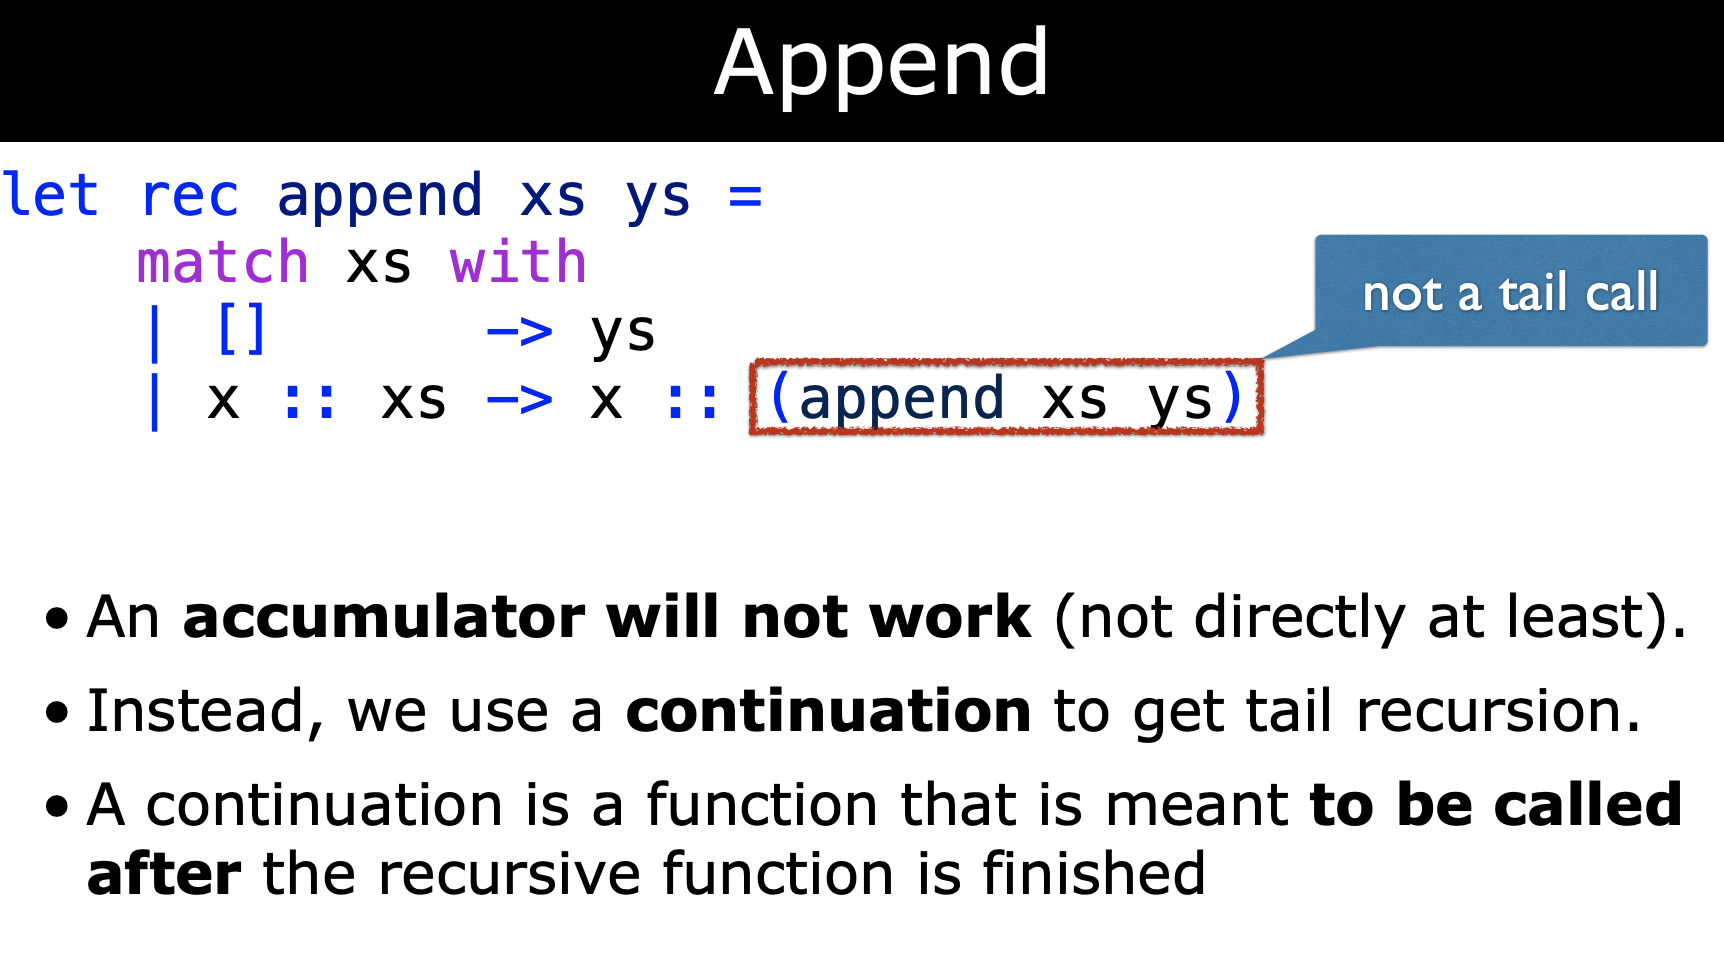 Append
let rec append xs ys =
match xs with
| [] -> ys
| x :: xs -> x :: (append xs ys)
not a tail call
• An accumulator will not work (not directly at least).
• Instead, we use a continuation to get tail recursion.
• A continuation is a function that is meant to be called
after the recursive function is finished